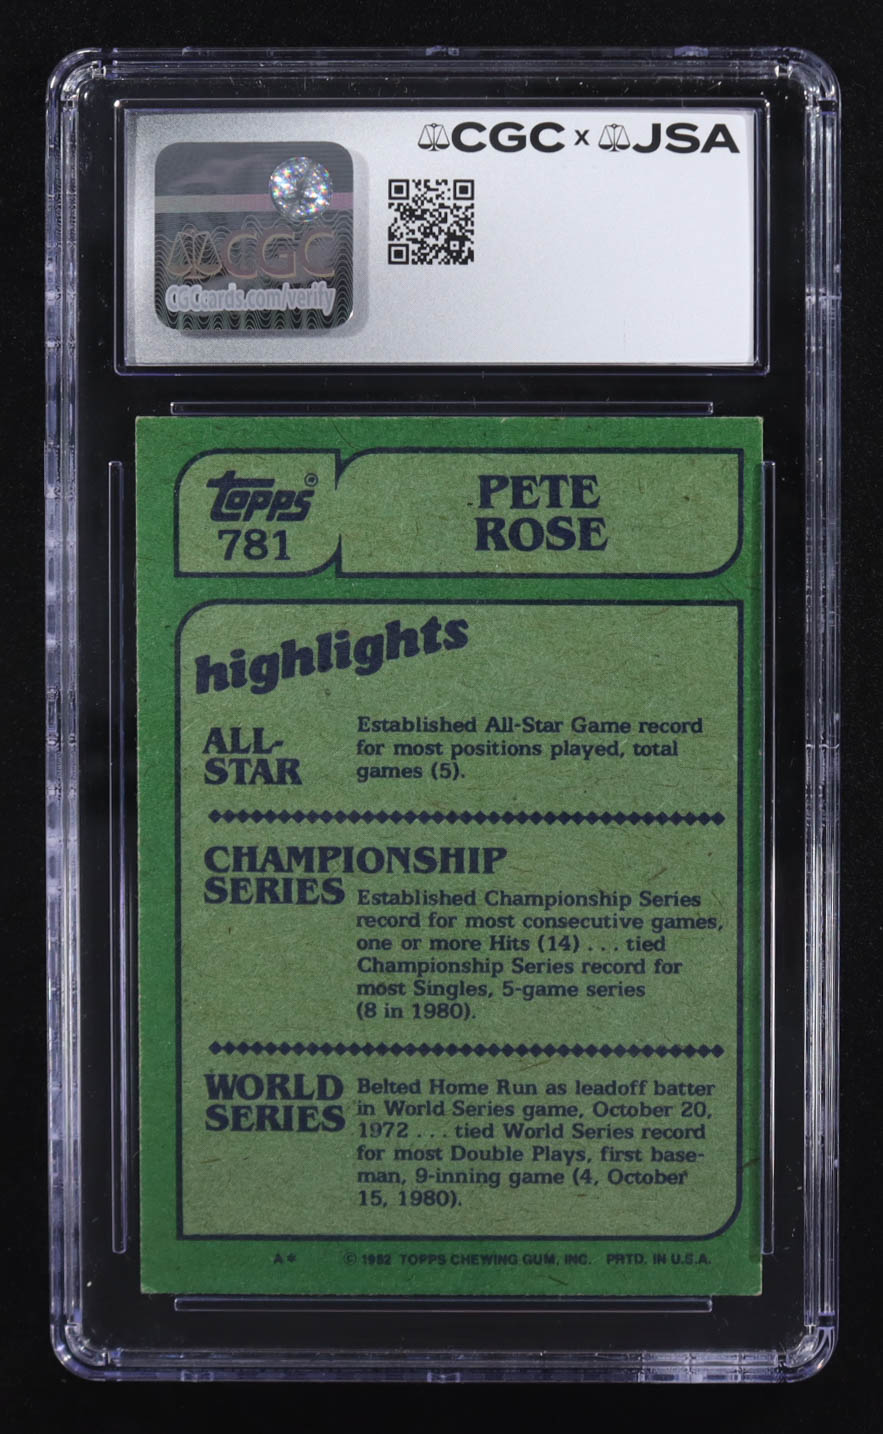 CGC x JSA
CGC
CGCcards.com/verify
topps©
781
PETE
ROSE
highlights
ALL-
STAR
Established All-Star Game record
for most positions played, total
games (5).
CHAMPIONSHIP
SERIES
Established Championship Series
record for most consecutive games,
one or more Hits (14) . . . tied
Championship Series record for
most Singles, 5-game series
(8 in 1980).
WORLD
SERIES
Belted Home Run as leadoff batter
in World Series game, October 20,
1972 . . . tied World Series record
for most Double Plays, first base-
man, 9-inning game (4, October
15, 1980).
A* © 1982 TOPPS CHEWING GUM, INC. PRTD. IN U.S.A.